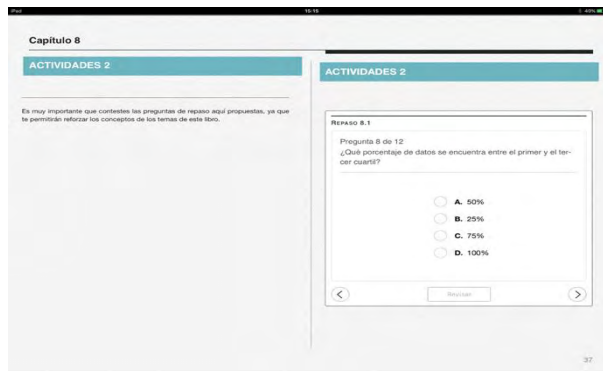 iPad
15:15
49%
Capítulo 8
ACTIVIDADES 2
Es muy importante que contestes las preguntas de repaso aquí propuestas, ya que
te permitirán reforzar los conceptos de los temas de este libro.
ACTIVIDADES 2
REPASO 8.1
Pregunta 8 de 12
¿Qué porcentaje de datos se encuentra entre el primer y el ter-
cer cuartil?
A. 50%
B. 25%
C. 75%
D. 100%
Revisar
37